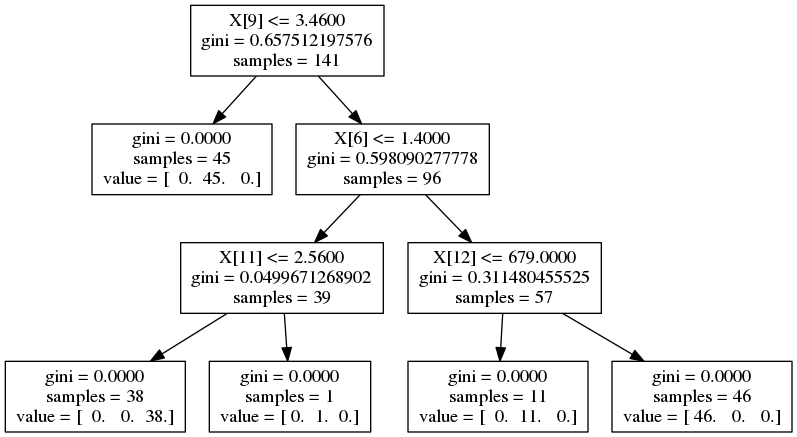 X[9] <= 3.4600
gini = 0.657512197576
samples = 141
gini = 0.0000
samples = 45
value = [  0.  45.   0.]
X[6] <= 1.4000
gini = 0.598090277778
samples = 96
X[11] <= 2.5600
gini = 0.0499671268902
samples = 39
X[12] <= 679.0000
gini = 0.311480455525
samples = 57
gini = 0.0000
samples = 38
value = [  0.   0.  38.]
gini = 0.0000
samples = 1
value = [ 0.  1.  0.]
gini = 0.0000
samples = 11
value = [  0.  11.   0.]
gini = 0.0000
samples = 46
value = [ 46.   0.   0.]